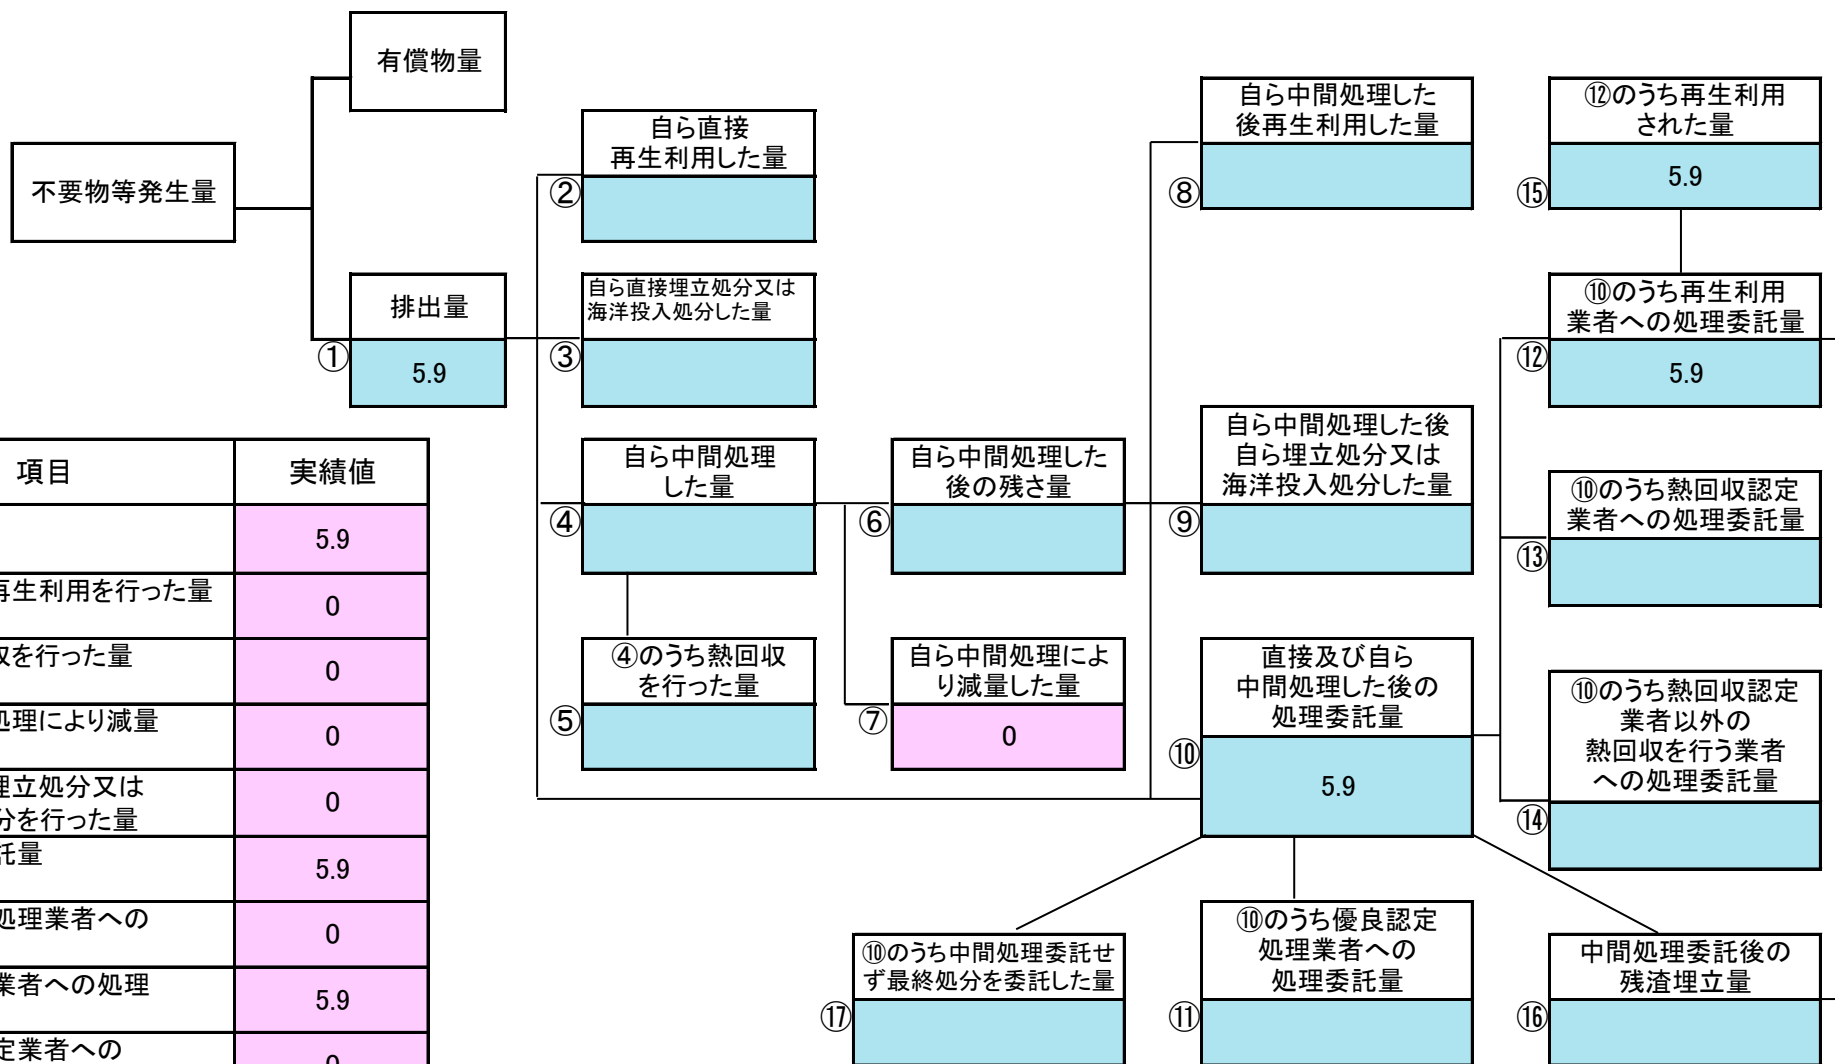 有償物量
不要物等発生量
排出量
①
5.9
自ら直接
再生利用した量
②
自ら直接埋立処分又は
海洋投入処分した量
③
自ら中間処理
した量
④
④のうち熱回収
を行った量
⑤
自ら中間処理した
後の残さ量
⑥
自ら中間処理によ
り減量した量
⑦
0
自ら中間処理した
後再生利用した量
⑧
自ら中間処理した後
自ら埋立処分又は
海洋投入処分した量
⑨
直接及び自ら
中間処理した後の
処理委託量
⑩
5.9
⑫のうち再生利用
された量
⑮
5.9
⑩のうち再生利用
業者への処理委託量
⑫
5.9
⑩のうち熱回収認定
業者への処理委託量
⑬
⑩のうち熱回収認定
業者以外の
熱回収を行う業者
への処理委託量
⑭
⑩のうち中間処理委託せ
ず最終処分を委託した量
⑰
⑩のうち優良認定
処理業者への
処理委託量
⑪
中間処理委託後の
残渣埋立量
⑯
項目
実績値
5.9
再生利用を行った量
0
を行った量
0
処理により減量
0
埋立処分又は
分を行った量
0
託量
5.9
処理業者への
0
業者への処理
5.9
定業者への
0